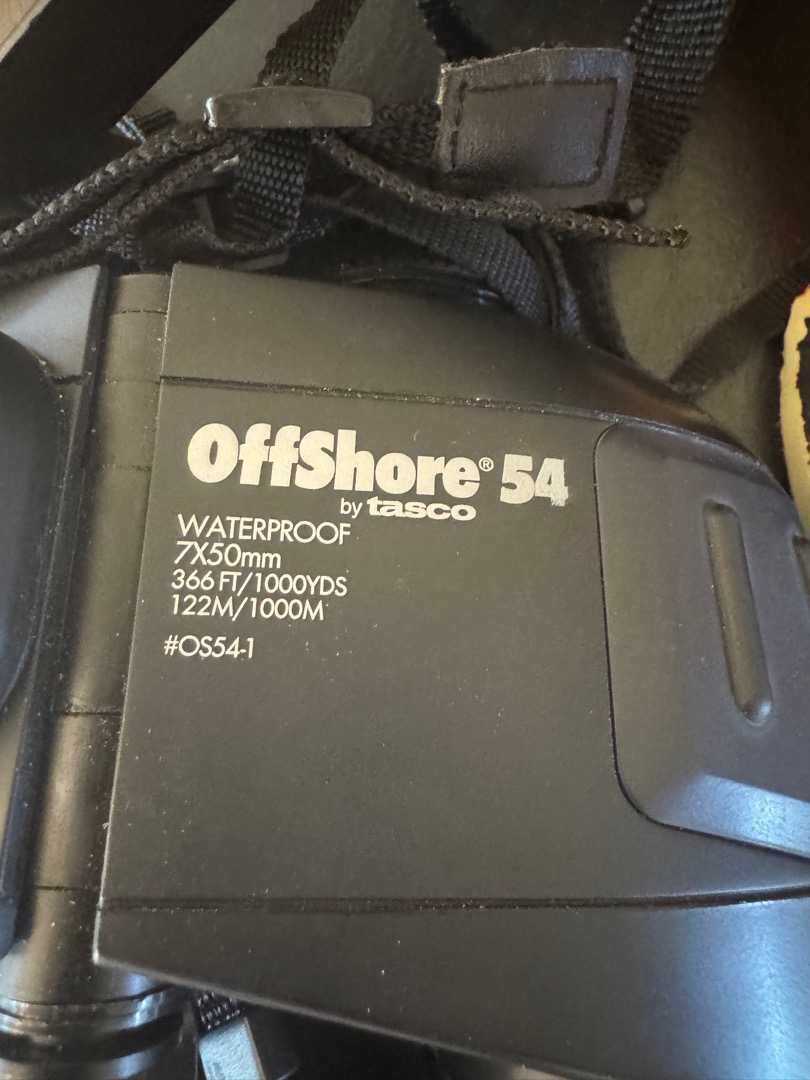 OffShore® 54
by tasco
WATERPROOF
7X50mm
366 FT/1000YDS
122M/1000M
#OS54-1